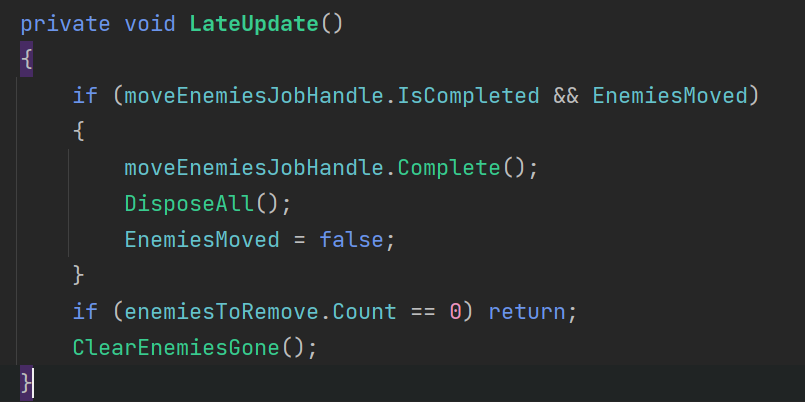 private void LateUpdate()
{
if (moveEnemiesJobHandle.IsCompleted && EnemiesMoved)
{
moveEnemiesJobHandle.Complete();
DisposeAll();
EnemiesMoved = false;
}
if (enemiesToRemove.Count == 0) return;
ClearEnemiesGone();
}